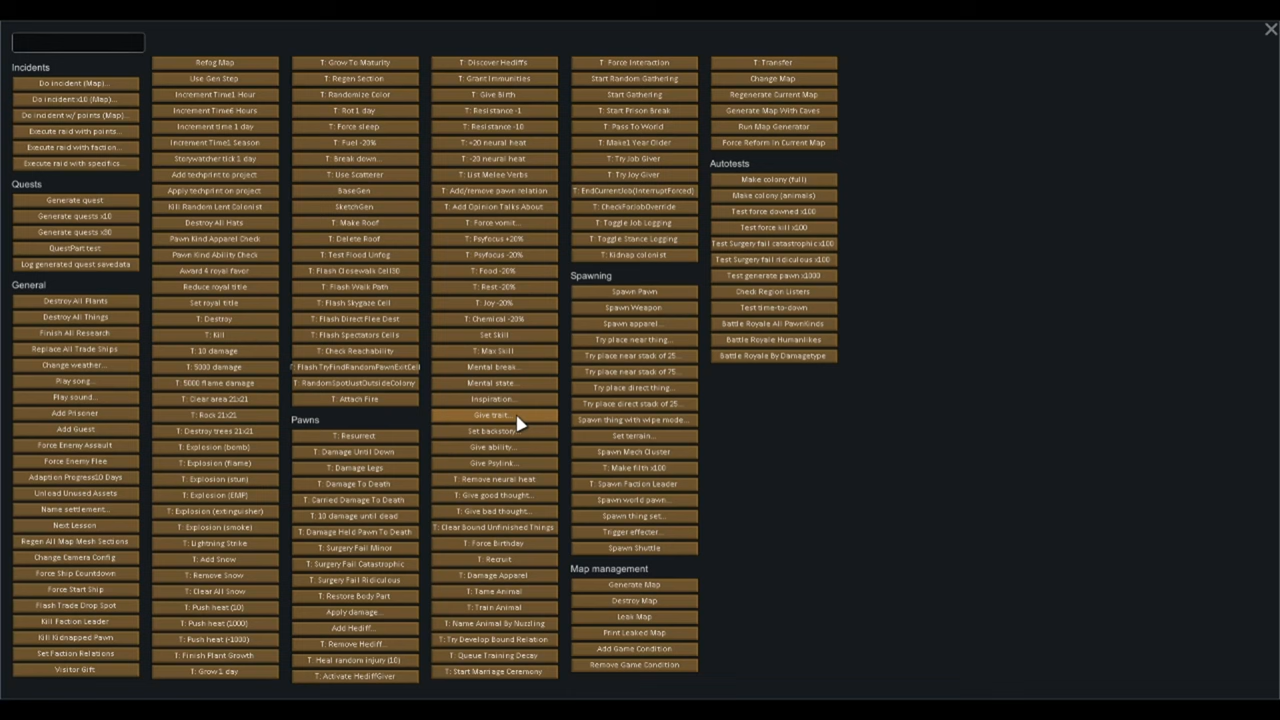 Incidents
Do incident (Map)...
Do incident x10 (Map)...
Do incident w/ points (Map)...
Execute raid with points...
Execute raid with faction...
Execute raid with specifics...
Quests
Generate quest
Generate quests x10
Generate quests x30
QuestPart test
Log generated quest savedata
General
Destroy All Plants
Destroy All Things
Finish All Research
Replace All Trade Ships
Change weather...
Play song...
Play sound...
Add Prisoner
Add Guest
Force Enemy Assault
Force Enemy Flee
Adaption Progress10 Days
Unload Unused Assets
Name settlement...
Next Lesson
Regen All Map Mesh Sections
Change Camera Config
Force Ship Countdown
Force Start Ship
Flash Trade Drop Spot
Kill Faction Leader
Kill Kidnapped Pawn
Set Faction Relations
Visitor Gift
Refog Map
Use Gen Step
Increment Time1 Hour
Increment Time6 Hours
Increment time 1 day
Increment Time1 Season
Storywatcher tick 1 day
Add techprint to project
Apply techprint on project
Kill Random Lent Colonist
Destroy All Hats
Pawn Kind Apparel Check
Pawn Kind Ability Check
Award 4 royal favor
Reduce royal title
Set royal title
T: Destroy
T: Kill
T: 10 damage
T: 5000 damage
T: 5000 flame damage
T: Clear area 21x21
T: Rock 21x21
T: Destroy trees 21x21
T: Explosion (bomb)
T: Explosion (flame)
T: Explosion (stun)
T: Explosion (EMP)
T: Explosion (extinguisher)
T: Explosion (smoke)
T: Lightning Strike
T: Add Snow
T: Remove Snow
T: Clear All Snow
T: Push heat (10)
T: Push heat (1000)
T: Push heat (-1000)
T: Finish Plant Growth
T: Grow 1 day
T: Grow To Maturity
T: Regen Section
T: Randomize Color
T: Rot 1 day
T: Force sleep
T: Fuel -20%
T: Break down...
T: Use Scatterer
BaseGen
SketchGen
T: Make Roof
T: Delete Roof
T: Test Flood Unfog
T: Flash Closewalk Cell30
T: Flash Walk Path
T: Flash Skygaze Cell
T: Flash Direct Flee Dest
T: Flash Spectators Cells
T: Check Reachability
T: Flash TryFindRandomPawnExitCell
T: RandomSpotJustOutsideColony
T: Attach Fire
Pawns
T: Resurrect
T: Damage Until Down
T: Damage Legs
T: Damage To Death
T: Carried Damage To Death
T: 10 damage until dead
T: Damage Held Pawn To Death
T: Surgery Fail Minor
T: Surgery Fail Catastrophic
T: Surgery Fail Ridiculous
T: Restore Body Part
Apply damage...
Add Hediff...
T: Remove Hediff...
T: Heal random injury (10)
T: Activate HediffGiver
T: Discover Hediffs
T: Grant Immunities
T: Give Birth
T: Resistance -1
T: Resistance -10
T: +20 neural heat
T: -20 neural heat
T: List Melee Verbs
T: Add/remove pawn relation
T: Add Opinion Talks About
T: Force vomit...
T: Psyfocus +20%
T: Psyfocus -20%
T: Food -20%
T: Rest -20%
T: Joy -20%
T: Chemical -20%
Set Skill
T: Max Skill
Mental break...
Mental state...
Inspiration...
Give trait...
Set backstory
Give ability...
Give Psylink...
T: Remove neural heat
T: Give good thought...
T: Give bad thought...
T: Clear Bound Unfinished Things
T: Force Birthday
T: Recruit
T: Damage Apparel
T: Tame Animal
T: Train Animal
T: Name Animal By Nuzzling
T: Try Develop Bound Relation
T: Queue Training Decay
T: Start Marriage Ceremony
T: Force Interaction
Start Random Gathering
Start Gathering
T: Start Prison Break
T: Pass To World
T: Make1 Year Older
T: Try Job Giver
T: Try Joy Giver
T: EndCurrentJob(InterruptForced)
T: CheckForJobOverride
T: Toggle Job Logging
T: Toggle Stance Logging
T: Kidnap colonist
Spawning
Spawn Pawn
Spawn Weapon
Spawn apparel...
Try place near thing...
Try place near stack of 25...
Try place near stack of 75...
Try place direct thing...
Try place direct stack of 25...
Spawn thing with wipe mode...
Set terrain...
Spawn Mech Cluster
T: Make filth x100
T: Spawn Faction Leader
Spawn world pawn...
Spawn thing set...
Trigger effecter...
Spawn Shuttle
Map management
Generate Map
Destroy Map
Leak Map
Print Leaked Map
Add Game Condition
Remove Game Condition
T: Transfer
Change Map
Regenerate Current Map
Generate Map With Caves
Run Map Generator
Force Reform in Current Map
Autotests
Make colony (full)
Make colony (animals)
Test force downed x100
Test force kill x100
Test Surgery fail catastrophic x100
Test Surgery fail ridiculous x100
Test generate pawn x1000
Check Region Listers
Test time-to-down
Battle Royale All PawnKinds
Battle Royale Humanlikes
Battle Royale By Damagetype